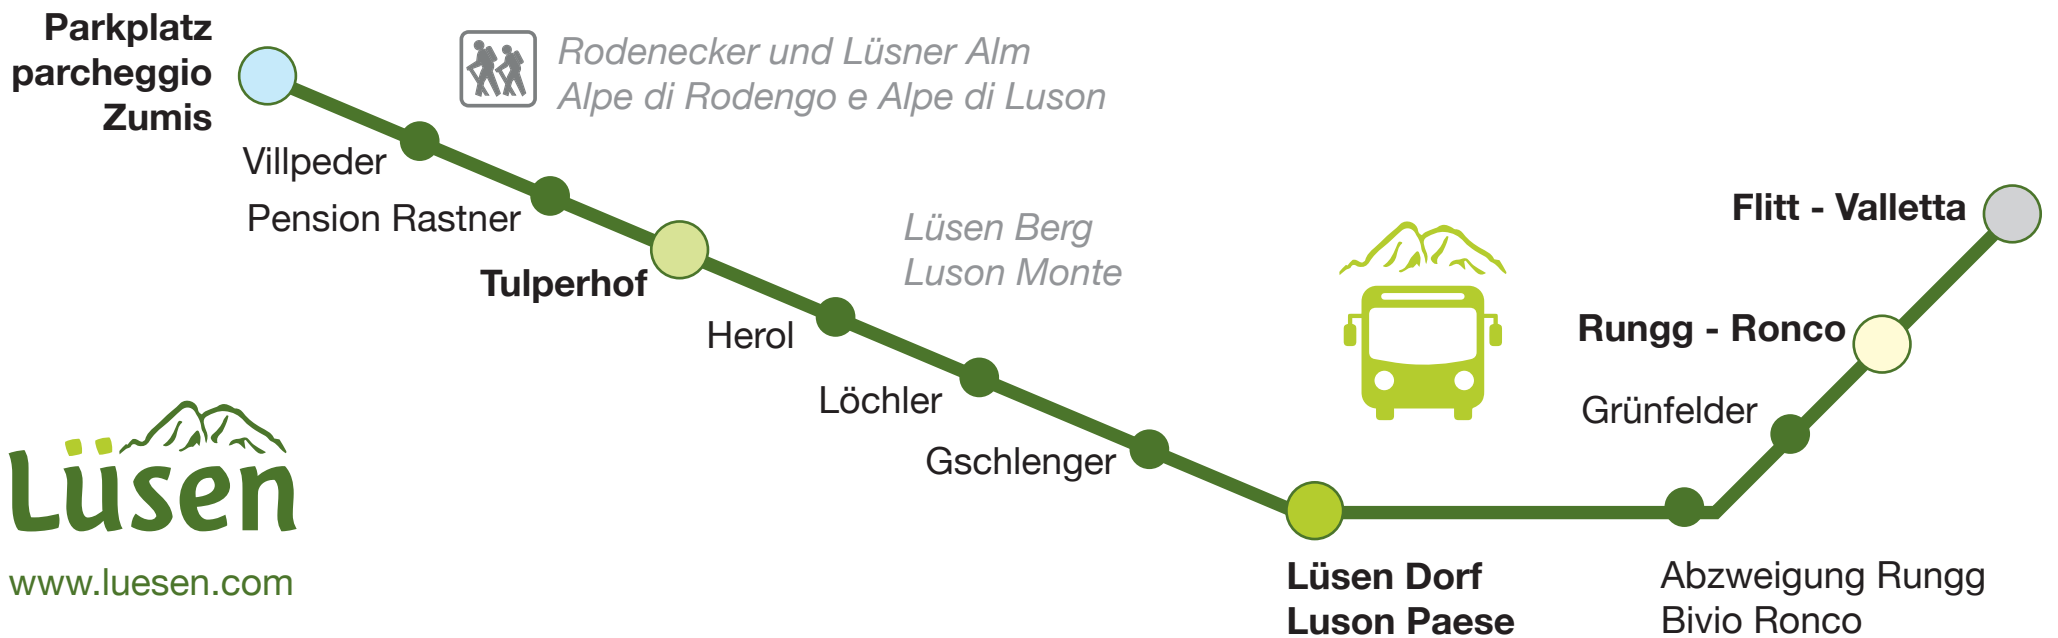 Parkplatz
parcheggio
Zumis
Rodenecker und Lüsner Alm
Alpe di Rodengo e Alpe di Luson
Villpeder
Pension Rastner
Tulperhof
Lüsen Berg
Luson Monte
Flitt - Valletta
Herol
Rungg - Ronco
Löchler
Grünfelder
Gschlenger
Lüsen
www.luesen.com
Lüsen Dorf
Luson Paese
Abzweigung Rungg
Bivio Ronco